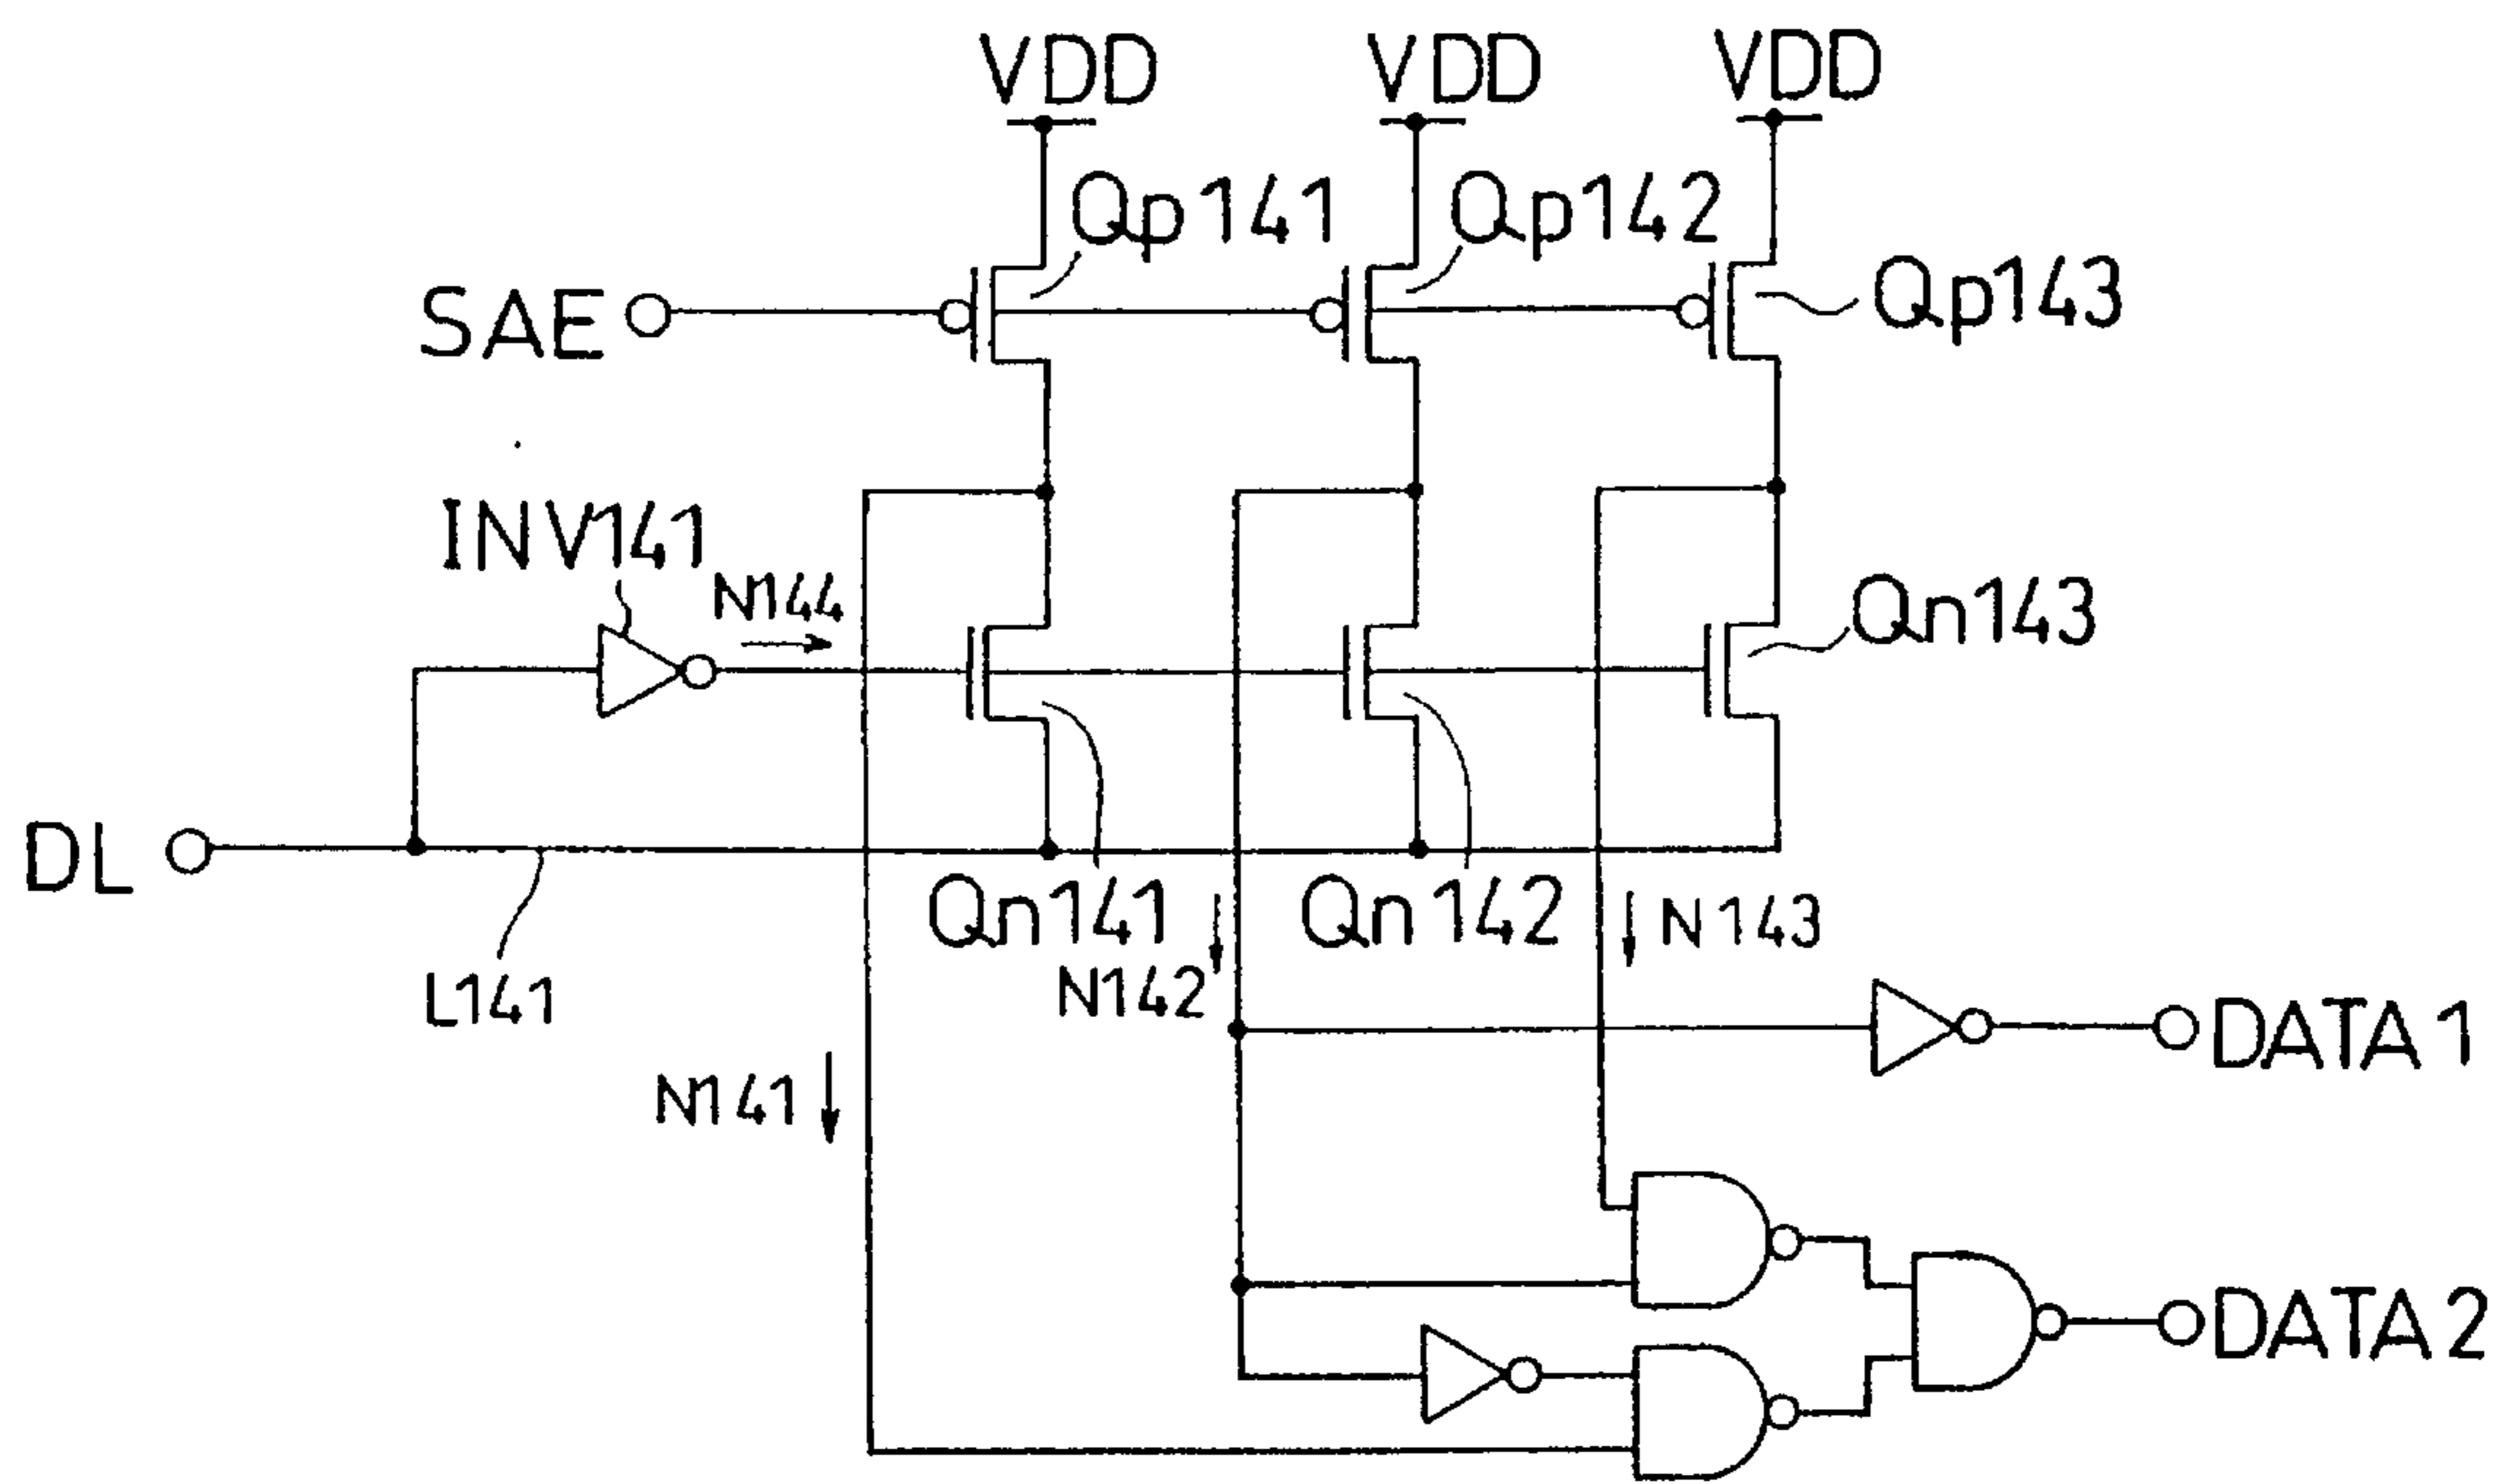 VDD
VDD
VDD
Qp141
Qp142
Qp143
SAE
INV141
N144
Qn143
DL
Qn141
Qn142
N143
N142
L141
DATA1
N141
DATA2